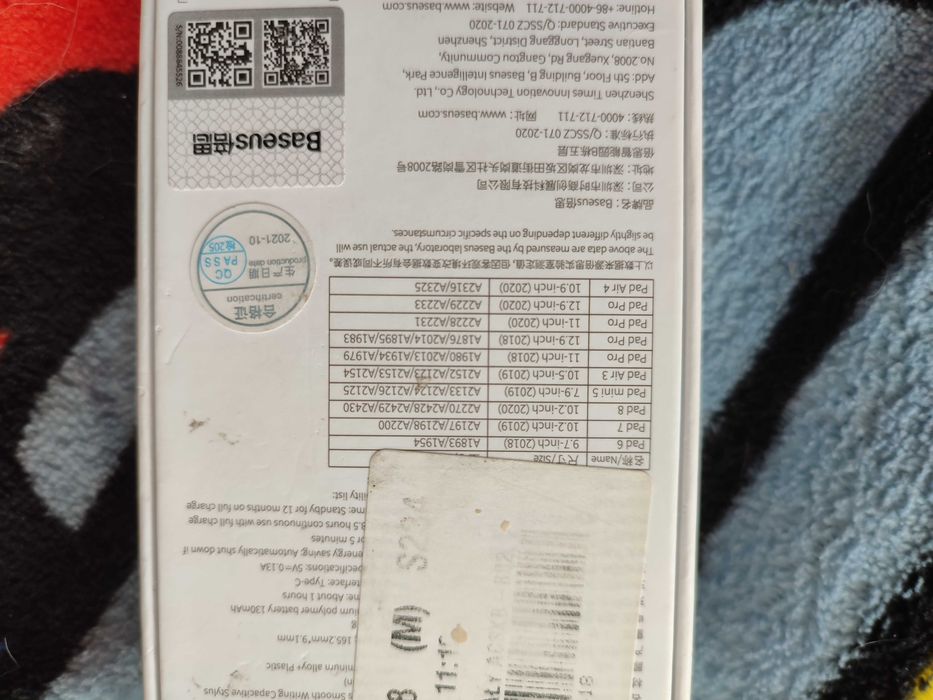 Smooth Writing Capacitive Stylus
minum alloy+ Plastic
165.2mm*9.1mm
ium polymer battery 130mAh
me: About 1 hours
terface: Type-C
pecifications: 5V=0.13A
energy saving: Automatically shut down if
or 5 minutes
8.5 hours continuous use with full charge
me: Standby for 12 months on full charge
ility list:
8 (M) S234
11:1
名称/Name 尺寸/Size
Pad 6 9.7-inch (2018) A1893/A1954
Pad 7 10.2-inch (2019) A2197/A2198/A2200
Pad 8 10.2-inch (2020) A2270/A2428/A2429/A2430
Pad mini 5 7.9-inch (2019) A2133/A2124/A2126/A2125
Pad Air 3 10.5-inch (2019) A2152/A2123/A2153/A2154
Pad Pro 11-inch (2018) A1980/A2013/A1934/A1979
Pad Pro 12.9-inch (2018) A1876/A2014/A1895/A1983
Pad Pro 11-inch (2020) A2228/A2231
Pad Pro 12.9-inch (2020) A2229/A2233
Pad Air 4 10.9-inch (2020) A2316/A2325
以上数据来源倍思实验室测定值，但因客观环境改变数据会有所不同可或误差。
The above data are measured by the Baseus laboratory, the actual use will
be slightly different depending on the specific circumstances.
合格证
certification
生产日期
production date
2021-10
QC
PASS
检205
品牌名：Baseus倍思
公司：深圳市时商创展科技有限公司
地址：深圳市龙岗区坂田街道岗头社区雪岗路2008号
倍思智能园B栋五层
执行标准：Q/SSCZ 071-2020
热线：4000-712-711 网址：www.baseus.com
Shenzhen Times Innovation Technology Co., Ltd.
Add: 5th Floor, Building B, Baseus Intelligence Park,
No.2008, Xuegang Rd, Gangtou Community,
Bantian Street, Longgang District, Shenzhen
Executive Standard: Q/SSCZ 071-2020
Hotline: +86-4000-712-711 Website: www.baseus.com
Baseus倍思
S/N:0088845526